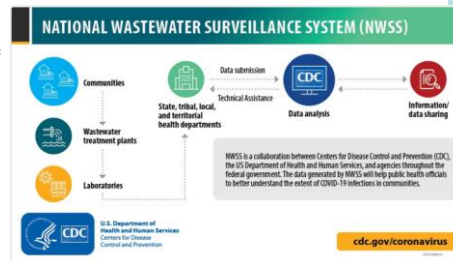 NATIONAL WASTEWATER SURVEILLANCE SYSTEM (NWSS)
Communities
Wastewater
treatment plants
Laboratories
State, tribal, local,
and territorial
health departments
Data submission
Technical Assistance
CDC
Data analysis
Information/
data sharing
NWSS is a collaboration between Centers for Disease Control and Prevention (CDC),
the US Department of Health and Human Services, and agencies throughout the
federal government. The data generated by NWSS will help public health officials
to better understand the extent of COVID-19 infections in communities.
CDC
U.S. Department of
Health and Human Services
Centers for Disease
Control and Prevention
cdc.gov/coronavirus